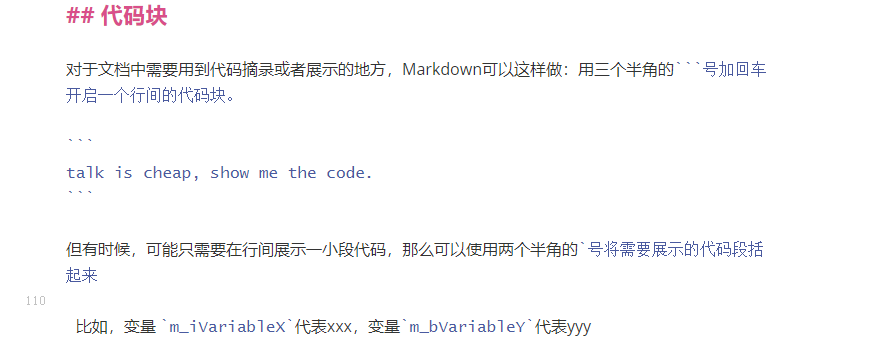 ## 代码块
对于文档中需要用到代码摘录或者展示的地方，Markdown可以这样做：用三个半角的```号加回车
开启一个行间的代码块。
```
talk is cheap, show me the code.
```
但有时候，可能只需要在行间展示一小段代码，那么可以使用两个半角的`号将需要展示的代码段括
起来
110
比如，变量 `m_iVariableX`代表xxx，变量`m_bVariableY`代表yyy